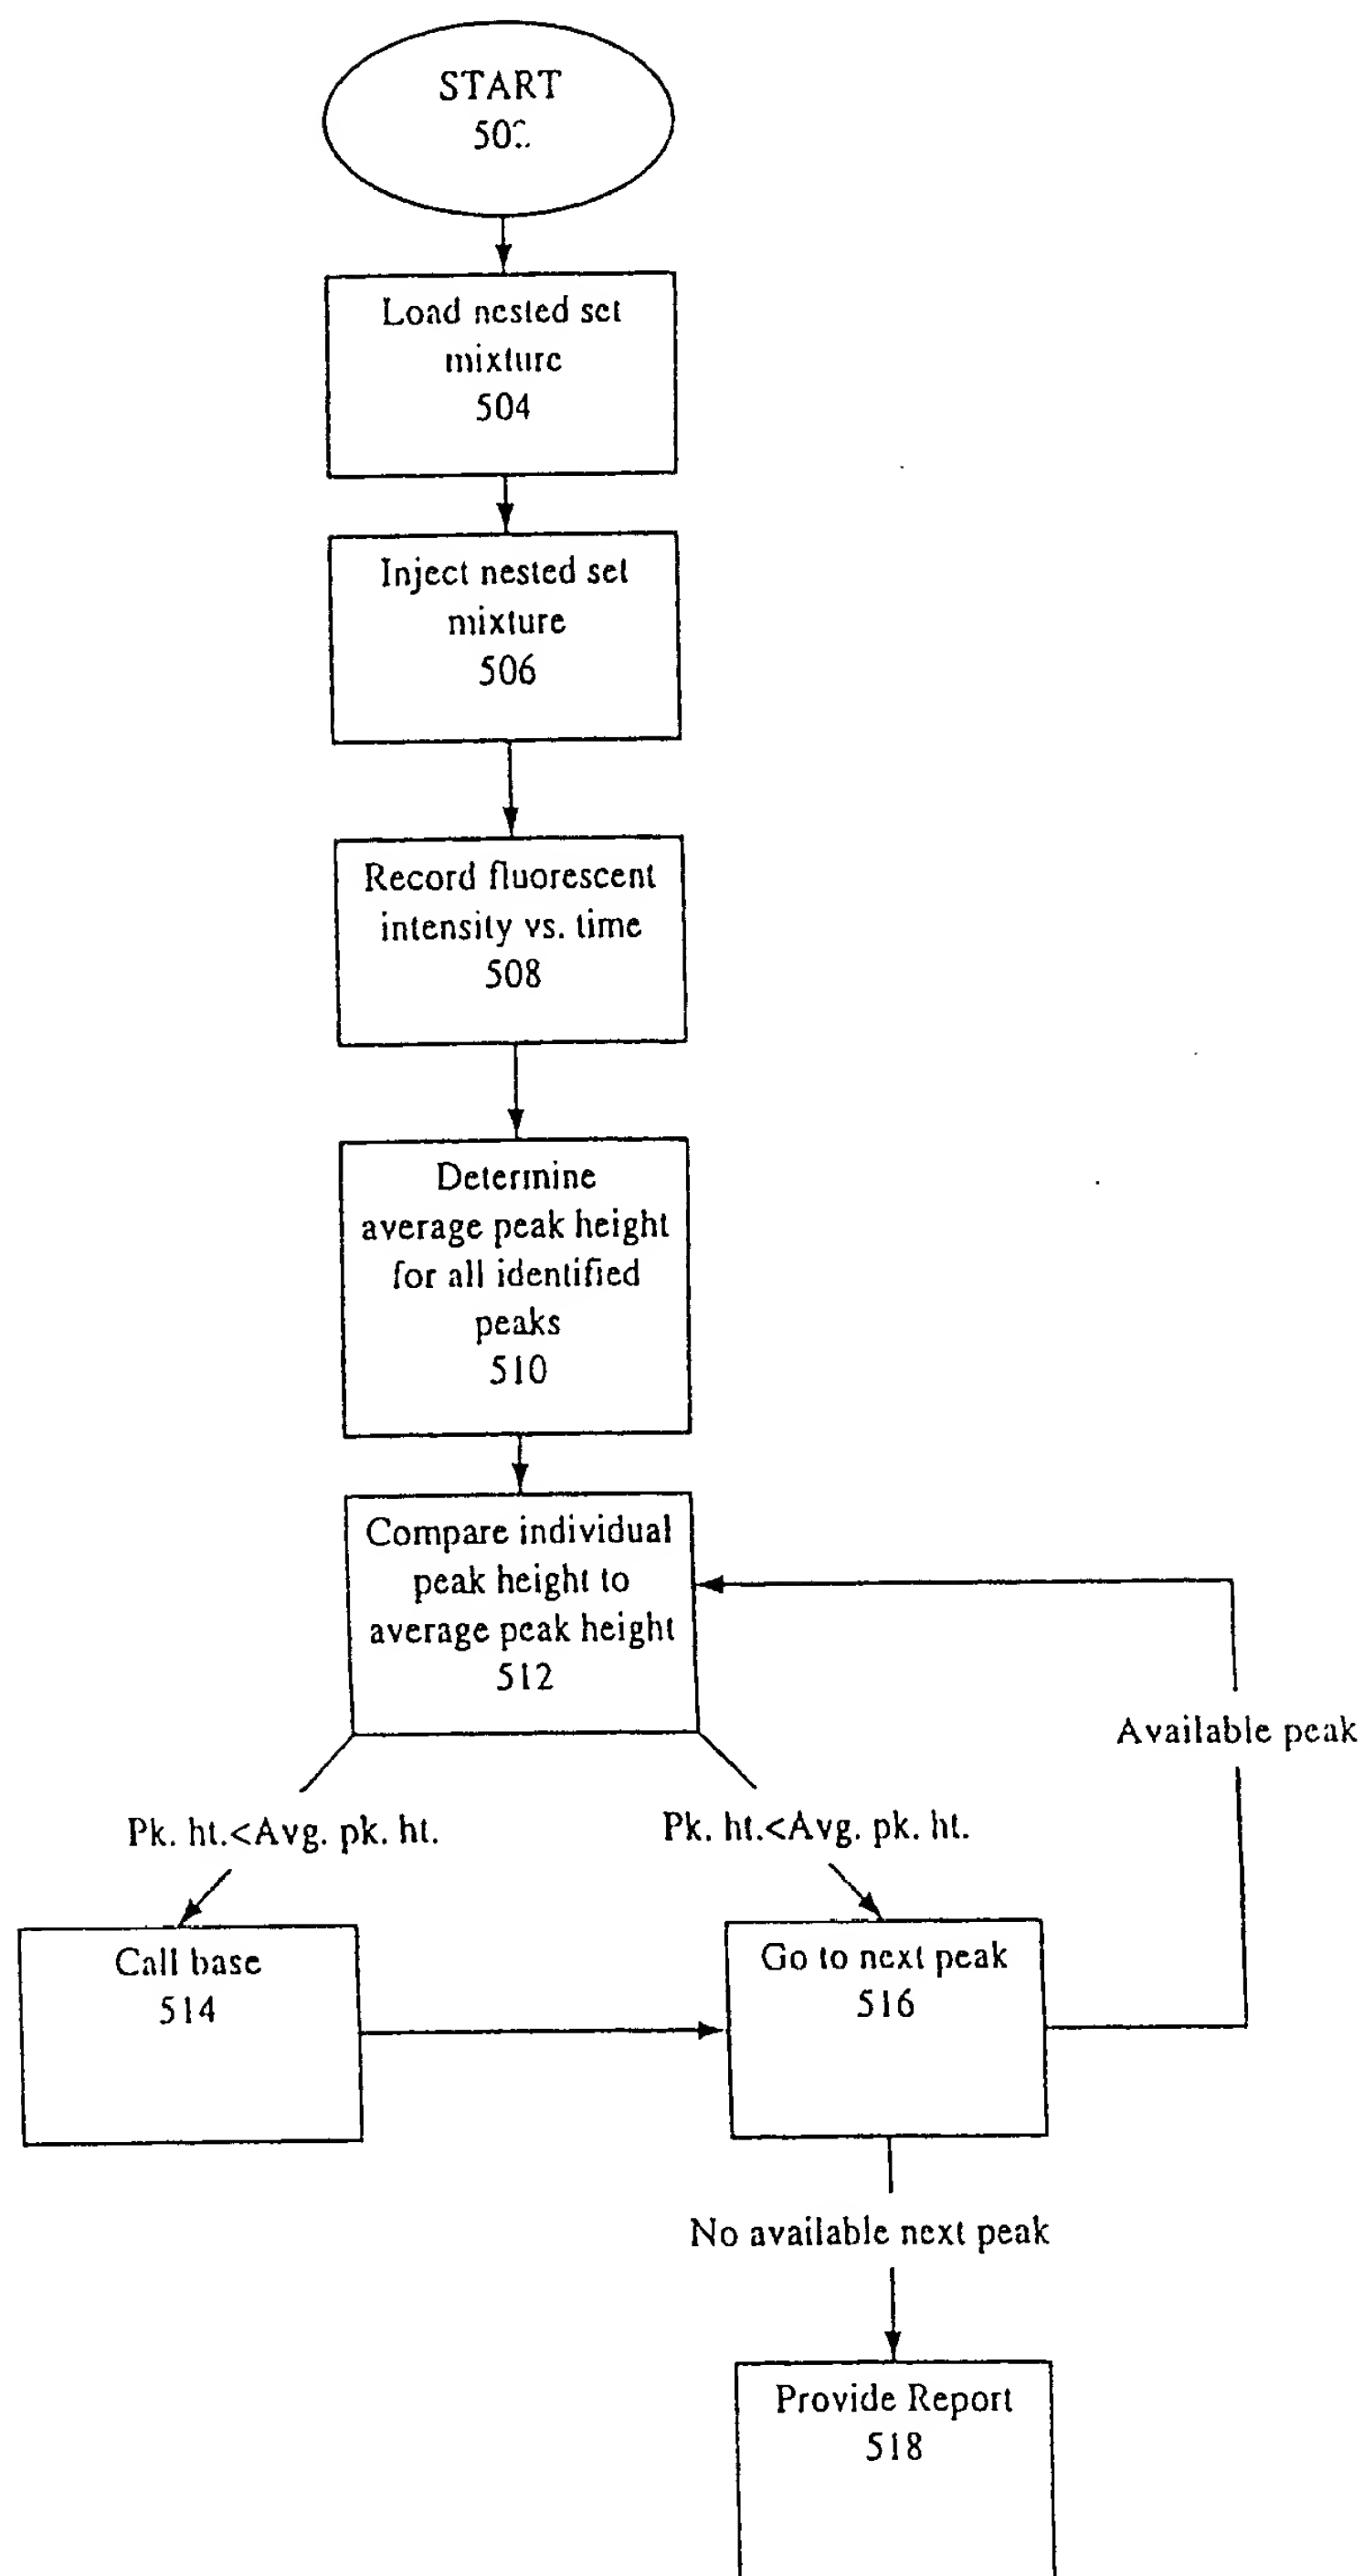 START
Load nested set
mixture
504
Inject nested set
mixture
506
Record fluorescent
intensity vs. time
508
Determine
average peak height
for all identified
peaks
510
Compare individual
peak height to
average peak height
512
Available peak
Pk. ht.<Avg. pk. ht.
Pk. ht.<Avg. pk. ht.
Call base
514
Go to next peak
516
No available next peak
Provide Report
518